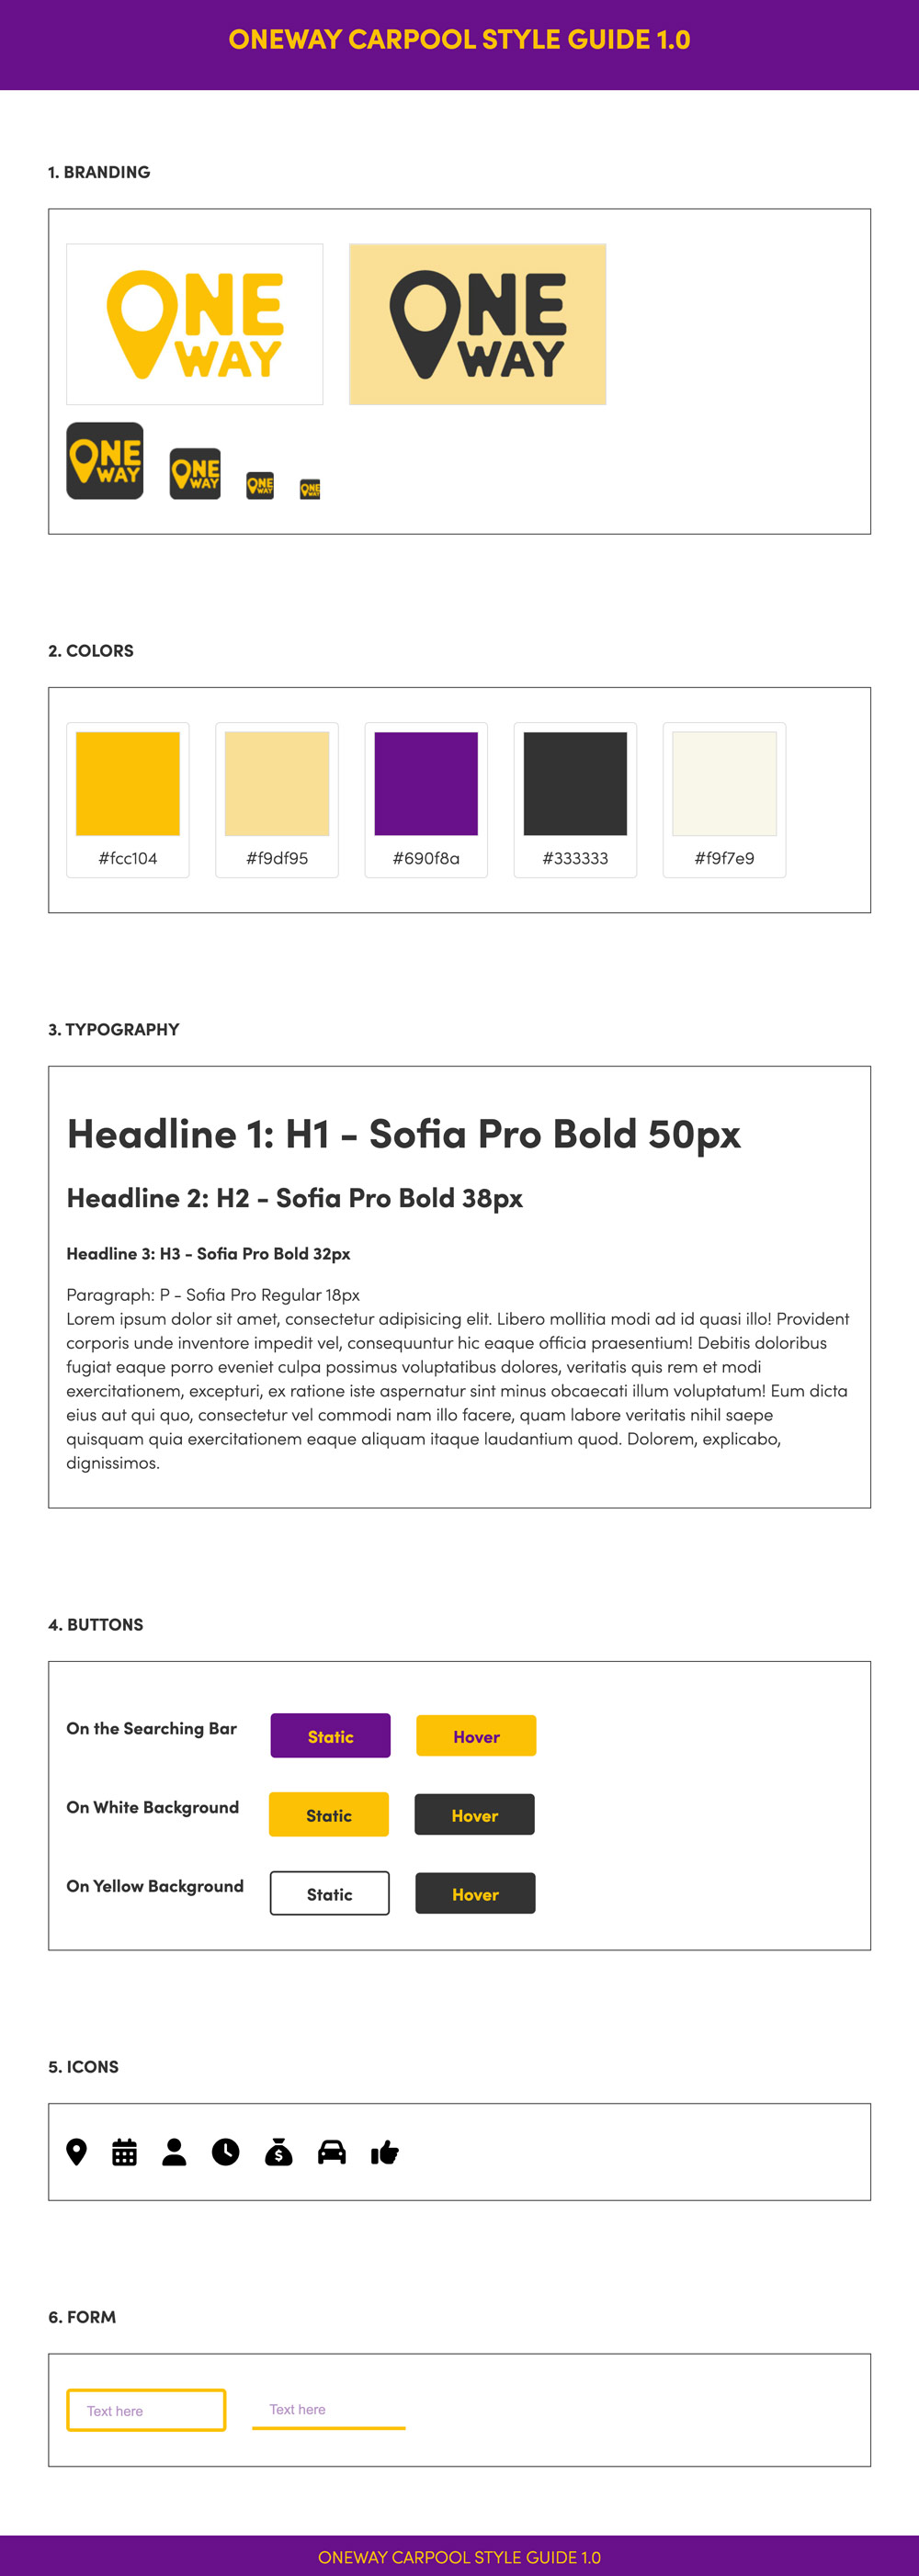 ONEWAY CARPOOL STYLE GUIDE 1.0
1. BRANDING
ONE WAY
ONE WAY
ONE WAY
ONE WAY
ONE WAY
ONE WAY
2. COLORS
#fcc104
#f9df95
#690f8a
#333333
#f9f7e9
3. TYPOGRAPHY
Headline 1: H1 - Sofia Pro Bold 50px
Headline 2: H2 - Sofia Pro Bold 38px
Headline 3: H3 - Sofia Pro Bold 32px
Paragraph: P - Sofia Pro Regular 18px
Lorem ipsum dolor sit amet, consectetur adipisicing elit. Libero mollitia modi ad id quasi illo! Provident
corporis unde inventore impedit vel, consequuntur hic eaque officia praesentium! Debitis doloribus
fugiat eaque porro eveniet culpa possimus voluptatibus dolores, veritatis quis rem et modi
exercitationem, excepturi, ex ratione iste aspernatur sint minus obcaecati illum voluptatum! Eum dicta
eius aut qui quo, consectetur vel commodi nam illo facere, quam labore veritatis nihil saepe
quisquam quia exercitationem eaque aliquam itaque laudantium quod. Dolorem, explicabo,
dignissimos.
4. BUTTONS
On the Searching Bar Static Hover
On White Background Static Hover
On Yellow Background Static Hover
5. ICONS
$
6. FORM
Text here Text here
ONEWAY CARPOOL STYLE GUIDE 1.0